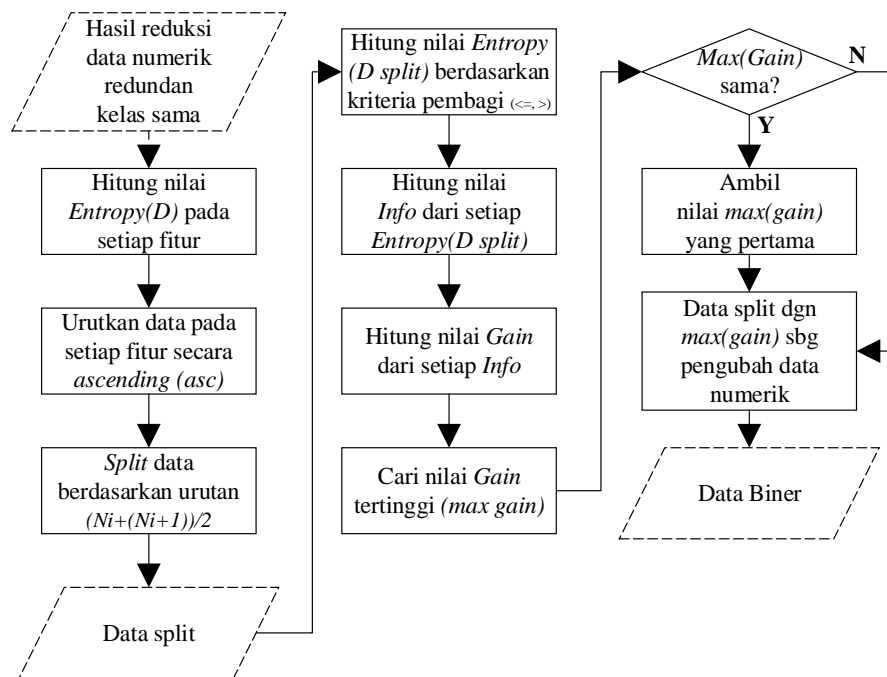 Hasil reduksi
data numerik
redundan
kelas sama
Hitung nilai
Entropy(D) pada
setiap fitur
Urutkan data pada
setiap fitur secara
ascending (asc)
Split data
berdasarkan urutan
(Ni+(Ni+1))/2
Data split
Hitung nilai Entropy
(D split) berdasarkan
kriteria pembagi (<=, >)
Hitung nilai
Info dari setiap
Entropy(D split)
Hitung nilai Gain
dari setiap Info
Cari nilai Gain
tertinggi (max gain)
Max(Gain)
sama?
N
Y
Ambil
nilai max(gain)
yang pertama
Data split dgn
max(gain) sbg
pengubah data
numerik
Data Biner